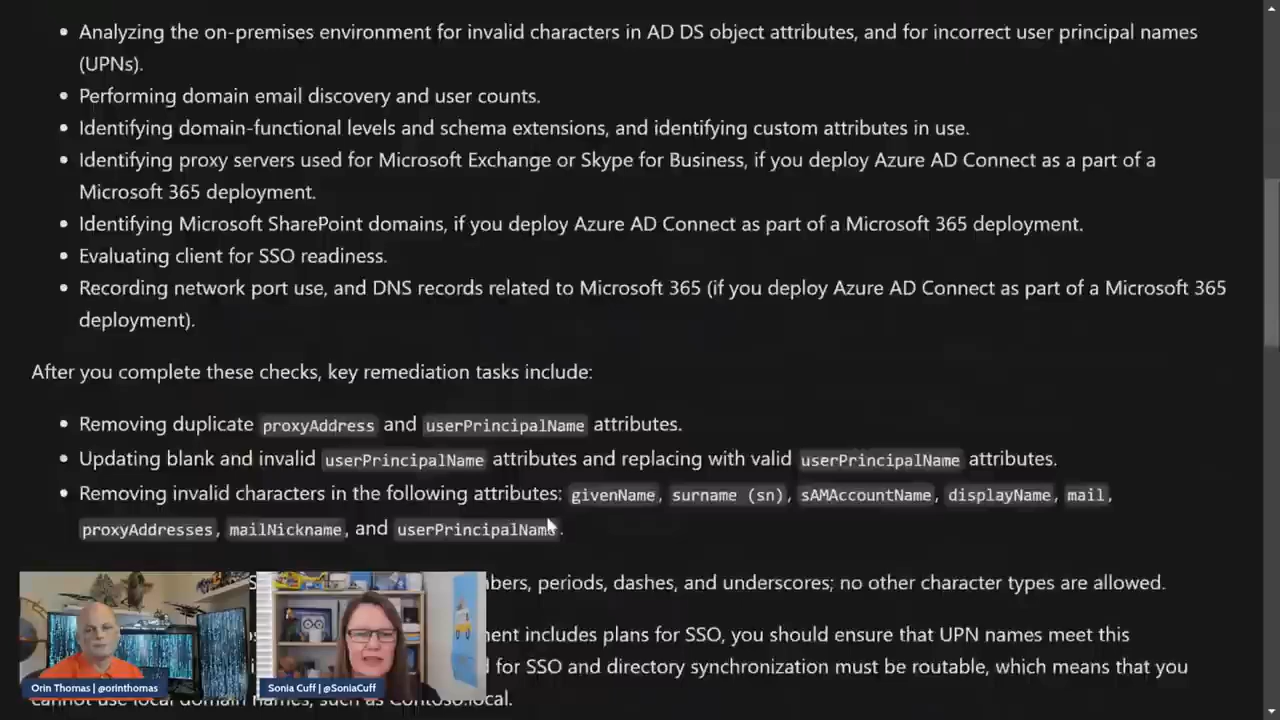 • Analyzing the on-premises environment for invalid characters in AD DS object attributes, and for incorrect user principal names
(UPNs).
• Performing domain email discovery and user counts.
• Identifying domain-functional levels and schema extensions, and identifying custom attributes in use.
• Identifying proxy servers used for Microsoft Exchange or Skype for Business, if you deploy Azure AD Connect as a part of a
Microsoft 365 deployment.
• Identifying Microsoft SharePoint domains, if you deploy Azure AD Connect as part of a Microsoft 365 deployment.
• Evaluating client for SSO readiness.
• Recording network port use, and DNS records related to Microsoft 365 (if you deploy Azure AD Connect as part of a Microsoft 365
deployment).
After you complete these checks, key remediation tasks include:
• Removing duplicate proxyAddress and userPrincipalName attributes.
• Updating blank and invalid userPrincipalName attributes and replacing with valid userPrincipalName attributes.
• Removing invalid characters in the following attributes: givenName, surname (sn), sAMAccountName, displayName, mail,
proxyAddresses, mailNickname, and userPrincipalName.
periods, dashes, and underscores; no other character types are allowed.
includes plans for SSO, you should ensure that UPN names meet this
for SSO and directory synchronization must be routable, which means that you
cannot use local domain names, such as Contoso.local.
Orin Thomas | @orinthomas
Sonia Cuff | @SoniaCuff